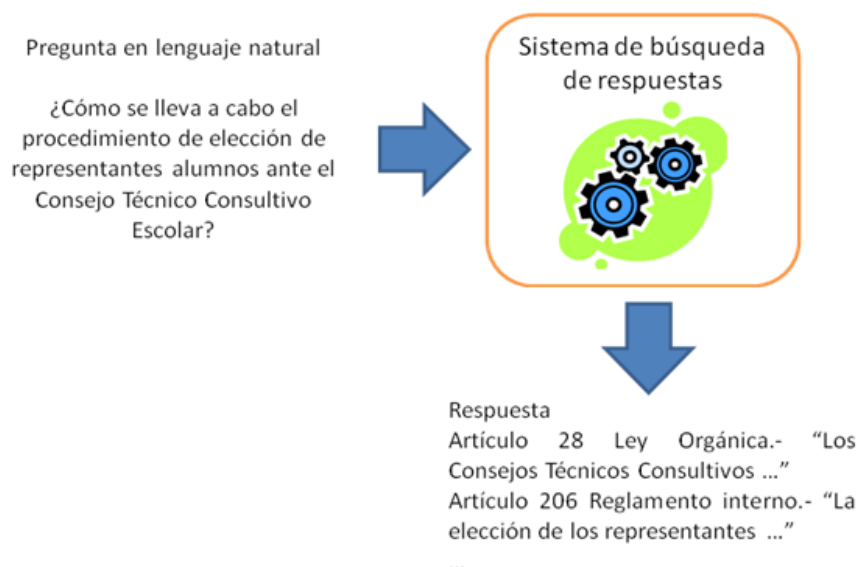 Pregunta en lenguaje natural
¿Cómo se lleva a cabo el
procedimiento de elección de
representantes alumnos ante el
Consejo Técnico Consultivo
Escolar?
Sistema de búsqueda
de respuestas
Respuesta
Artículo 28 Ley Orgánica.- “Los
Consejos Técnicos Consultivos ...”
Artículo 206 Reglamento interno.- “La
elección de los representantes ...”
...